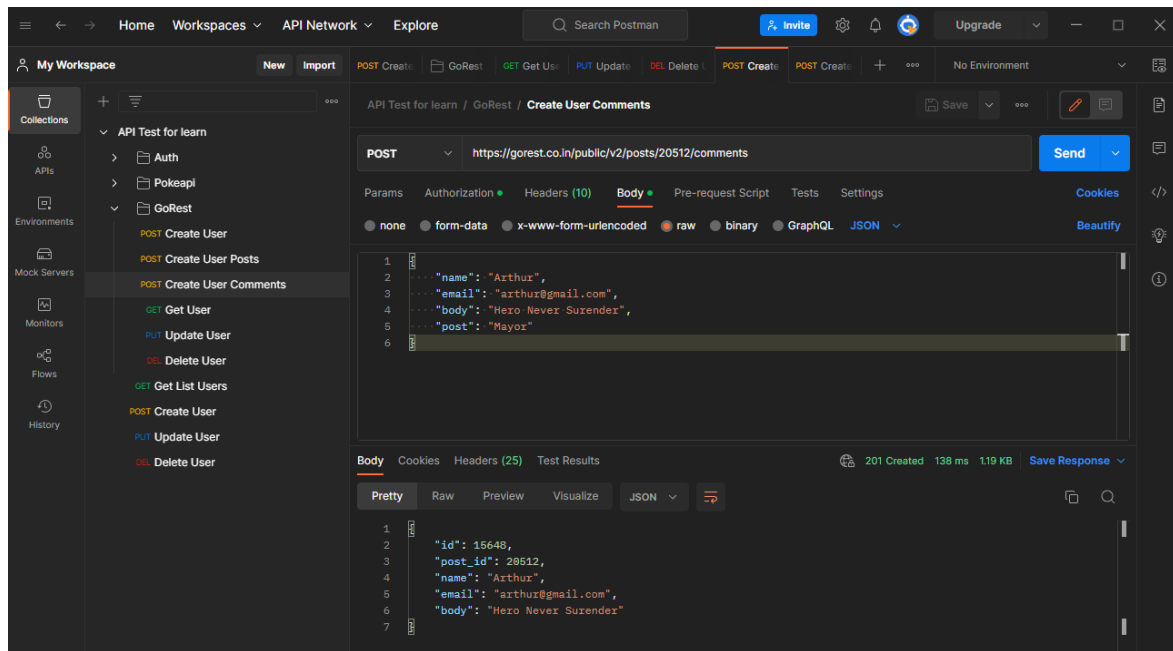 Home Workspaces API Network Explore Search Postman Invite Upgrade
My Workspace New Import POST Create GoRest GET Get Use PUT Update DEL Delete POST Create POST Create No Environment
Collections
APIs
Environments
Mock Servers
Monitors
Flows
History
API Test for learn
Auth
Pokeapi
GoRest
POST Create User
POST Create User Posts
POST Create User Comments
GET Get User
PUT Update User
DEL Delete User
GET Get List Users
POST Create User
PUT Update User
DEL Delete User
API Test for learn / GoRest / Create User Comments Save
POST https://gorest.co.in/public/v2/posts/20512/comments Send
Params Authorization Headers (10) Body Pre-request Script Tests Settings Cookies
none form-data x-www-form-urlencoded raw binary GraphQL JSON Beautify
1 {
2 "name": "Arthur",
3 "email": "arthur@gmail.com",
4 "body": "Hero Never Surender",
5 "post": "Mayor"
6 }
Body Cookies Headers (25) Test Results 201 Created 138 ms 1.19 KB Save Response
Pretty Raw Preview Visualize JSON
1 {
2 "id": 15648,
3 "post_id": 20512,
4 "name": "Arthur",
5 "email": "arthur@gmail.com",
6 "body": "Hero Never Surender"
7 }